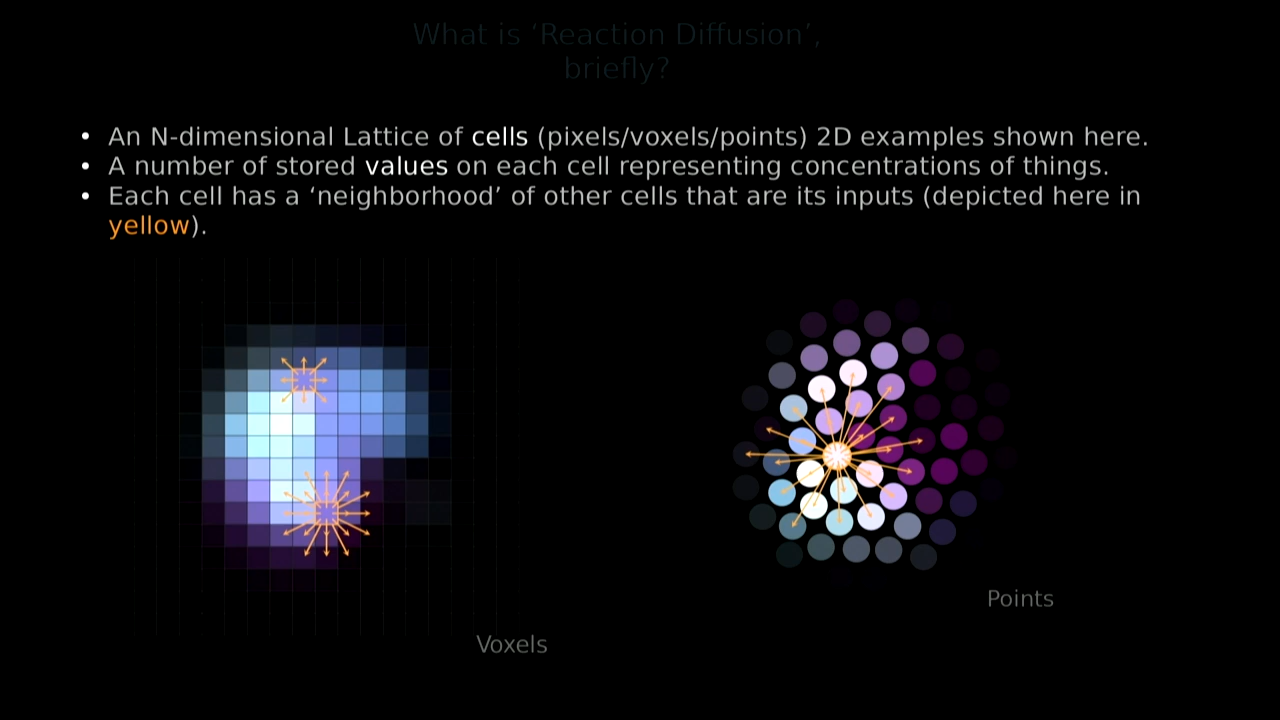 What is ‘Reaction Diffusion’,
briefly?
• An N-dimensional Lattice of cells (pixels/voxels/points) 2D examples shown here.
• A number of stored values on each cell representing concentrations of things.
• Each cell has a ‘neighborhood’ of other cells that are its inputs (depicted here in
yellow).
Points
Voxels